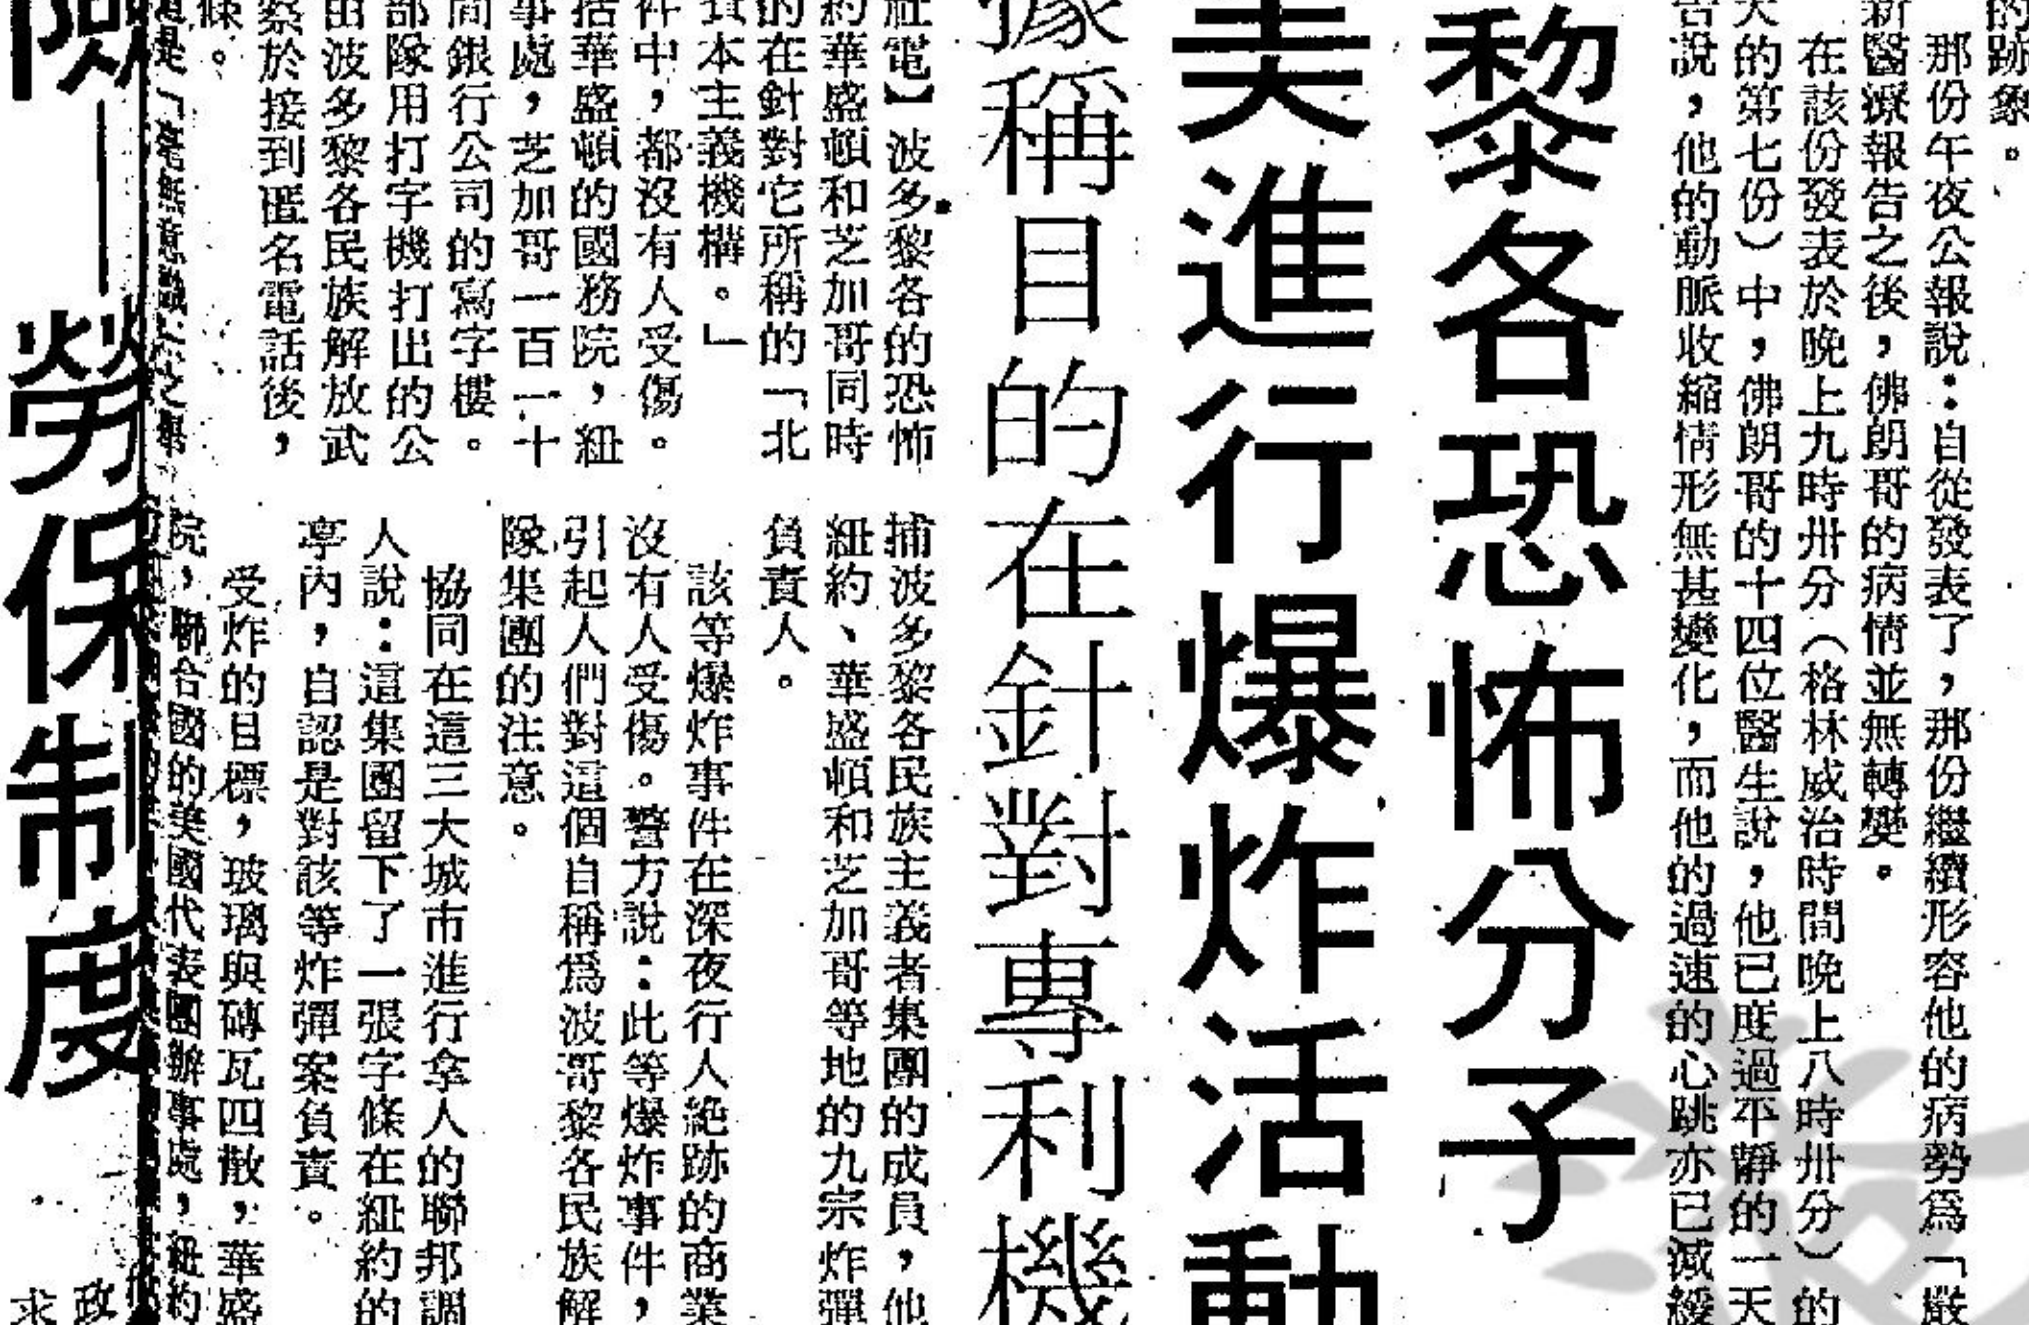 的跡象。
那份午夜公報說：自從發表了，那份繼續形容他的病勢爲「嚴
新醫療報告之後，佛朗哥的病情並無轉變。
在該份發表於晚上九時卅分（格林威治時間晚上八時卅分）的
天的第七份）中，佛朗哥的十四位醫生說，他已度過平靜的一天
告說，他的動脈收縮情形無甚變化，而他的過速的心跳亦已減緩
黎各恐怖分子
美進行爆炸活動
據稱目的在針對專利機
社電】波多黎各的恐怖
約華盛頓和芝加哥同時
的在針對它所稱的「北
資本主義機構。」
件中，都沒有人受傷。
括華盛頓的國務院，紐
事處，芝加哥一百一十
間銀行公司的寫字樓。
部隊用打字機打出的公
由波多黎各民族解放武
察於接到匿名電話後，
條。
捕波多黎各民族主義者集團的成員，他
紐約、華盛頓和芝加哥等地的九宗炸彈
負責人。
該等爆炸事件在深夜行人絶跡的商業
沒有人受傷。警方說：此等爆炸事件，
引起人們對這個自稱爲波哥黎各民族解
隊集團的注意。
協同在這三大城市進行拿人的聯邦調
人說：這集團留下了一張字條在紐約的
亭內，自認是對該等炸彈案負責。
受炸的目標，玻璃與磚瓦四散，華盛
院，聯合國的美國代表團辦事處，紐約
險——勞保制度
政
求